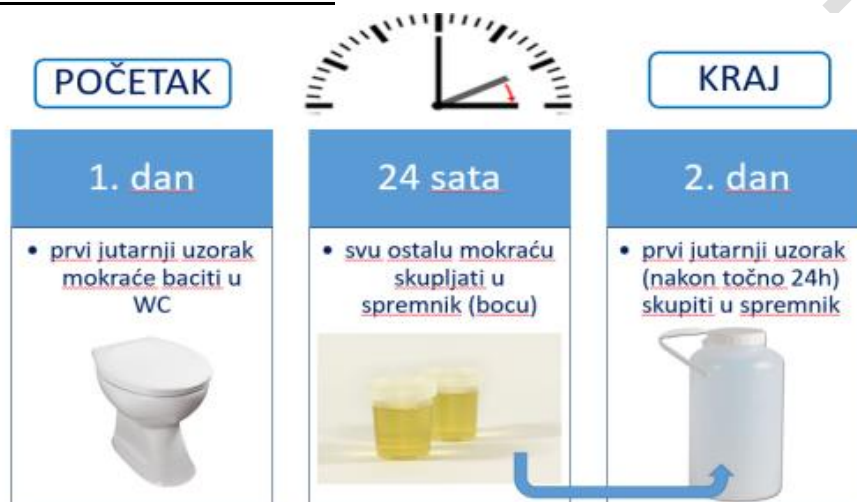 POČETAK
KRAJ
1. dan
24 sata
2. dan
• prvi jutarnji uzorak
mokraće baciti u
WC
• svu ostalu mokraću
skupljati u
spremnik (bocu)
• prvi jutarnji uzorak
(nakon točno 24h)
skupiti u spremnik